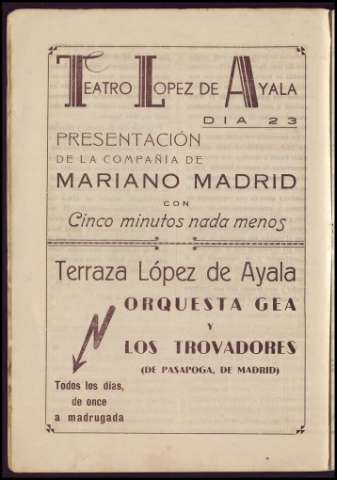 TEATRO LOPEZ DE AYALA
DIA 23
PRESENTACIÓN
DE LA COMPAÑIA DE
MARIANO MADRID
CON
Cinco minutos nada menos
Terraza López de Ayala
ORQUESTA GEA
Y
LOS TROVADORES
(DE PASAPOGA, DE MADRID)
Todos los días,
de once
a madrugada